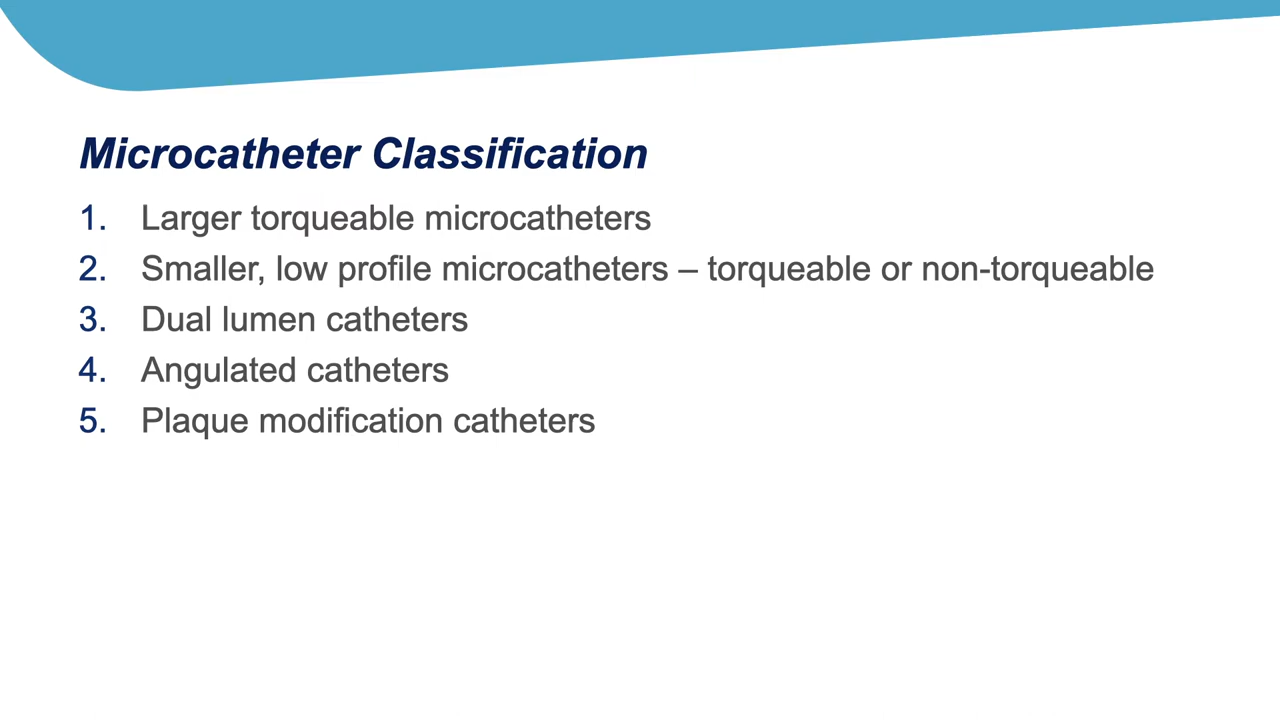 Microcatheter Classification
1. Larger torqueable microcatheters
2. Smaller, low profile microcatheters – torqueable or non-torqueable
3. Dual lumen catheters
4. Angulated catheters
5. Plaque modification catheters